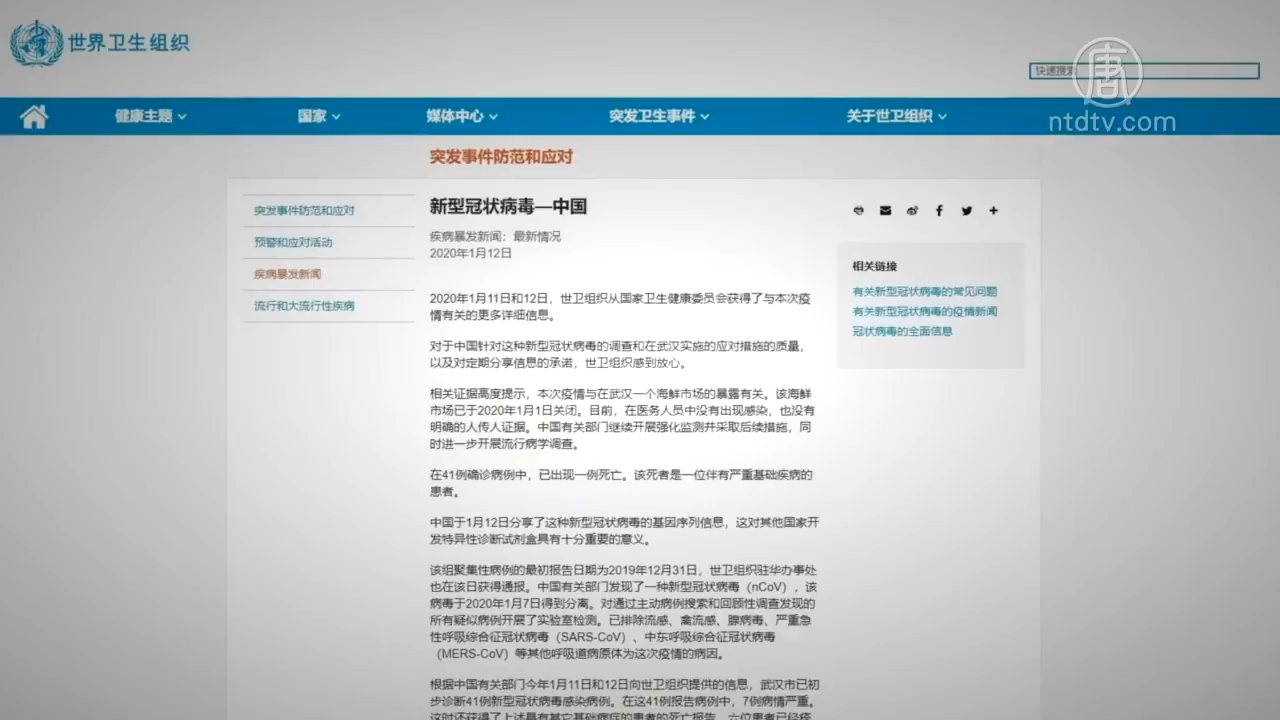 世界卫生组织
快速搜索
唐
ntdtv.com
健康主题
国家
媒体中心
突发卫生事件
关于世卫组织
突发事件防范和应对
突发事件防范和应对
预警和应对活动
疾病暴发新闻
流行和大流行性疾病
新型冠状病毒—中国
疾病暴发新闻：最新情况
2020年1月12日
2020年1月11日和12日，世卫组织从国家卫生健康委员会获得了与本次疫
情有关的更多详细信息。
对于中国针对这种新型冠状病毒的调查和在武汉实施的应对措施的质量，
以及对定期分享信息的承诺，世卫组织感到放心。
相关证据高度提示，本次疫情与在武汉一个海鲜市场的暴露有关。该海鲜
市场已于2020年1月1日关闭。目前，在医务人员中没有出现感染，也没有
明确的人传人证据。中国有关部门继续开展强化监测并采取后续措施，同
时进一步开展流行病学调查。
在41例确诊病例中，已出现一例死亡。该死者是一位伴有严重基础疾病的
患者。
中国于1月12日分享了这种新型冠状病毒的基因序列信息，这对其他国家开
发特异性诊断试剂盒具有十分重要的意义。
该组聚集性病例的最初报告日期为2019年12月31日，世卫组织驻华办事处
也在该日获得通报。中国有关部门发现了一种新型冠状病毒（nCoV），该
病毒于2020年1月7日得到分离。对通过主动病例搜索和回顾性调查发现的
所有疑似病例开展了实验室检测。已排除流感、禽流感、腺病毒、严重急
性呼吸综合征冠状病毒（SARS-CoV）、中东呼吸综合征冠状病毒
（MERS-CoV）等其他呼吸道病原体为这次疫情的病因。
根据中国有关部门今年1月11日和12日向世卫组织提供的信息，武汉市已初
步诊断41例新型冠状病毒感染病例。在这41例报告病例中，7例病情严重。
这时还获得了上述具有其它基础病症的患者的死亡报告。六位患者已经痊
相关链接
有关新型冠状病毒的常见问题
有关新型冠状病毒的疫情新闻
冠状病毒的全面信息